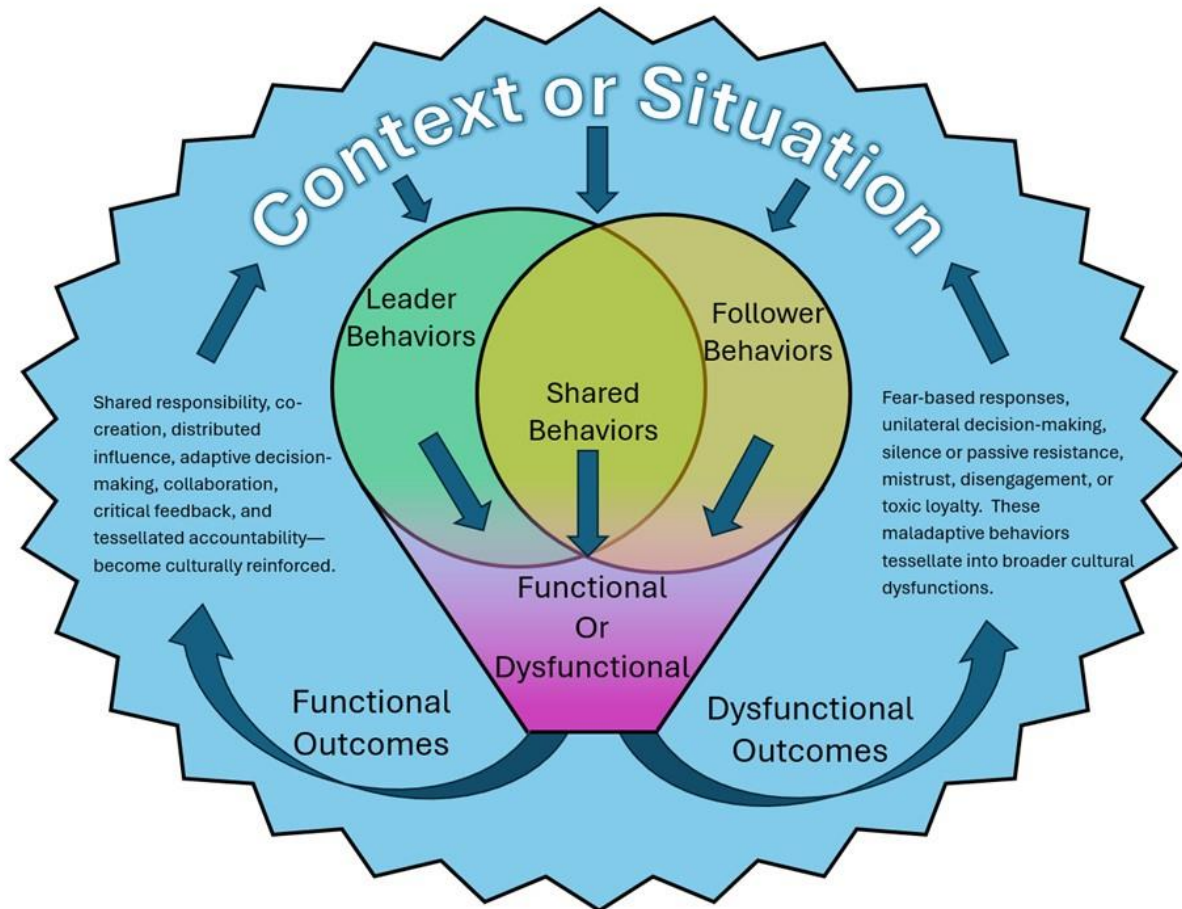 Context or Situation
Leader
Behaviors
Follower
Behaviors
Shared
Behaviors
Shared responsibility, co-
creation, distributed
influence, adaptive decision-
making, collaboration,
critical feedback, and
tessellated accountability—
become culturally reinforced.
Fear-based responses,
unilateral decision-making,
silence or passive resistance,
mistrust, disengagement, or
toxic loyalty.  These
maladaptive behaviors
tessellate into broader cultural
dysfunctions.
Functional
Or
Dysfunctional
Functional
Outcomes
Dysfunctional
Outcomes